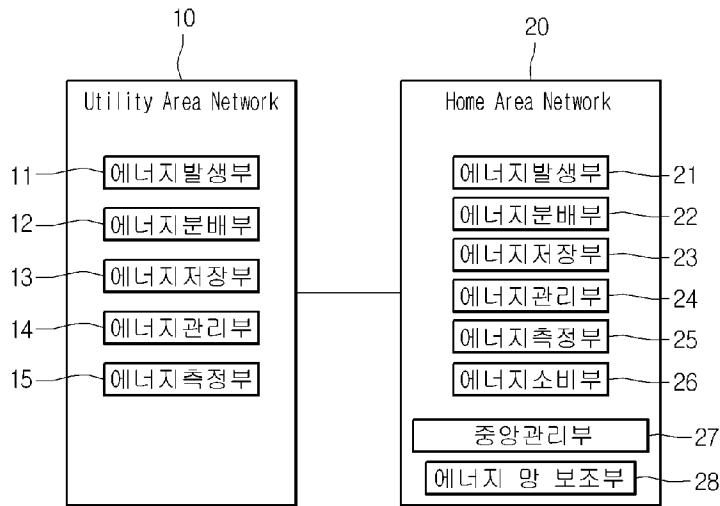 10
20
Utility Area Network
Home Area Network
11
에너지발생부
12
에너지분배부
13
에너지저장부
14
에너지관리부
15
에너지측정부
에너지발생부
21
에너지분배부
22
에너지저장부
23
에너지관리부
24
에너지측정부
25
에너지소비부
26
중앙관리부
27
에너지 망 보조부
28